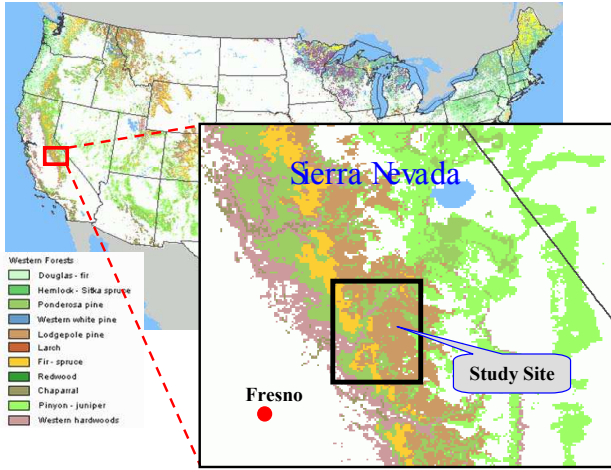 Sierra Nevada
Western Forests
Douglas - fir
Hemlock - Sitka spruce
Ponderosa pine
Western white pine
Lodgepole pine
Larch
Fir - spruce
Redwood
Chaparral
Pinyon - juniper
Western hardwoods
Study Site
Fresno